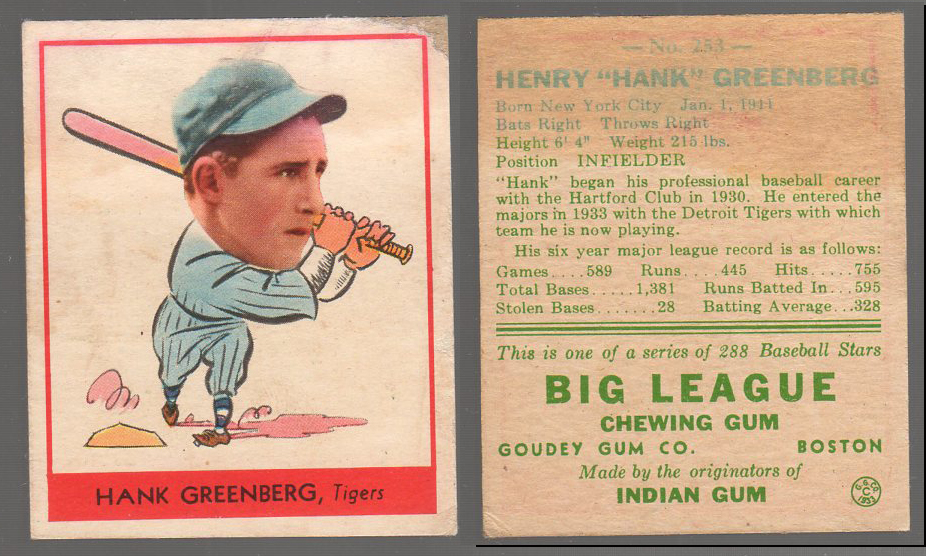 HANK GREENBERG, Tigers
— No. 253 —
HENRY "HANK" GREENBERG
Born New York City Jan. 1, 1911
Bats Right Throws Right
Height 6' 4" Weight 215 lbs.
Position INFIELDER
"Hank" began his professional baseball career
with the Hartford Club in 1930. He entered the
majors in 1933 with the Detroit Tigers with which
team he is now playing.
His six year major league record is as follows:
Games....589 Runs....445 Hits.....755
Total Bases.....1,381 Runs Batted In...595
Stolen Bases.......28 Batting Average...328
This is one of a series of 288 Baseball Stars
BIG LEAGUE
CHEWING GUM
GOUDEY GUM CO. BOSTON
Made by the originators of
INDIAN GUM
G.G.CO.
C